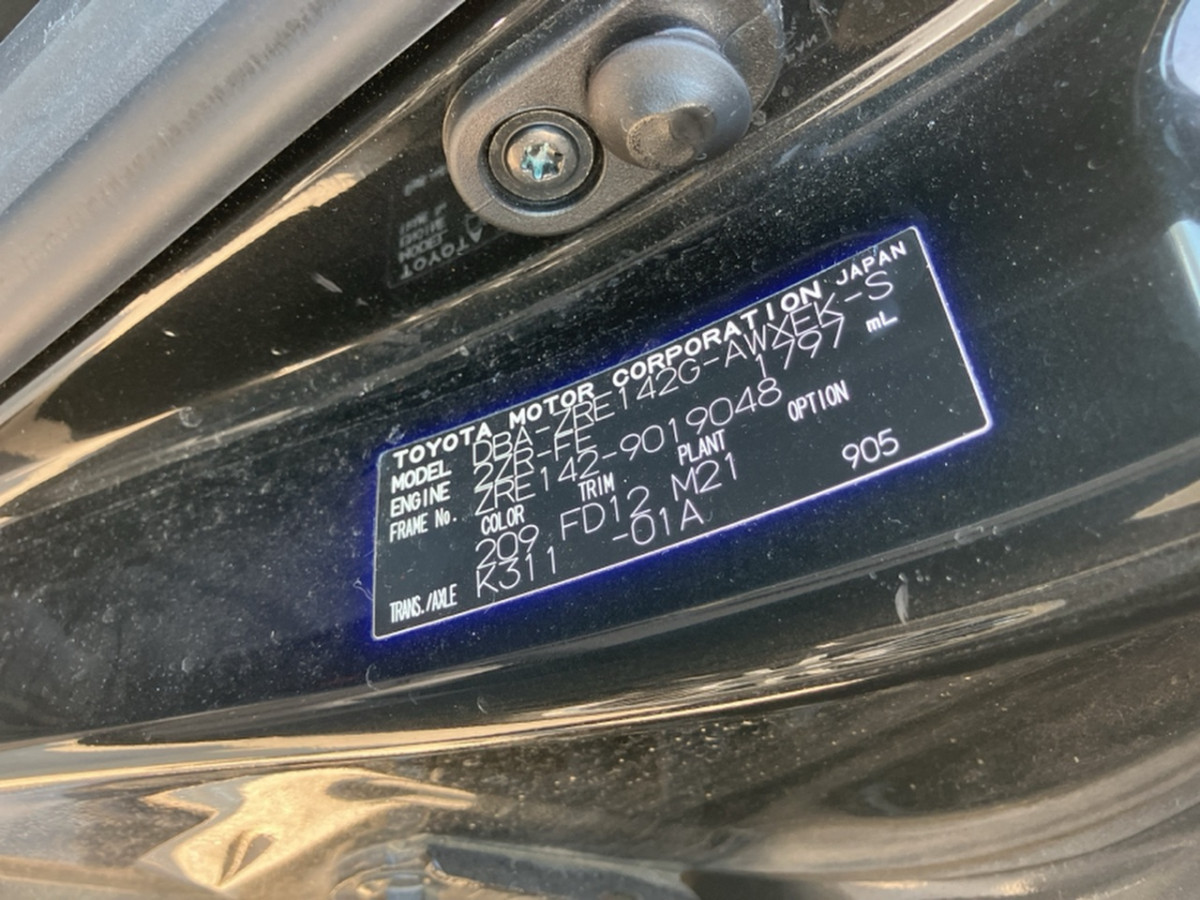 TOYOTA MOTOR CORPORATION JAPAN
MODEL DBA-ZRE142G-AWXEK-S
ENGINE 2ZR-FE 1797 mL
FRAME No. ZRE142-9019048
COLOR TRIM PLANT OPTION
209 FD12 M21 905
TRANS./AXLE K311 -01A